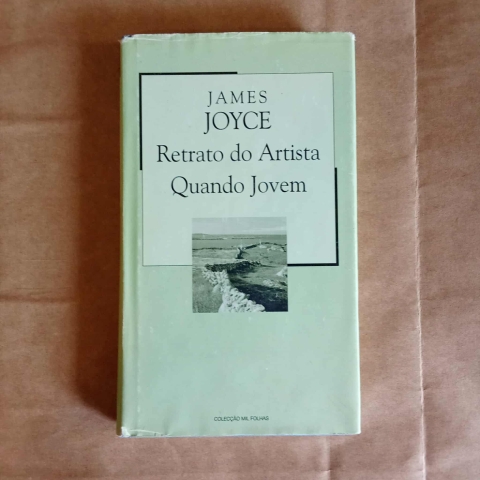 JAMES
JOYCE
Retrato do Artista
Quando Jovem
COLECÇÃO MIL FOLHAS